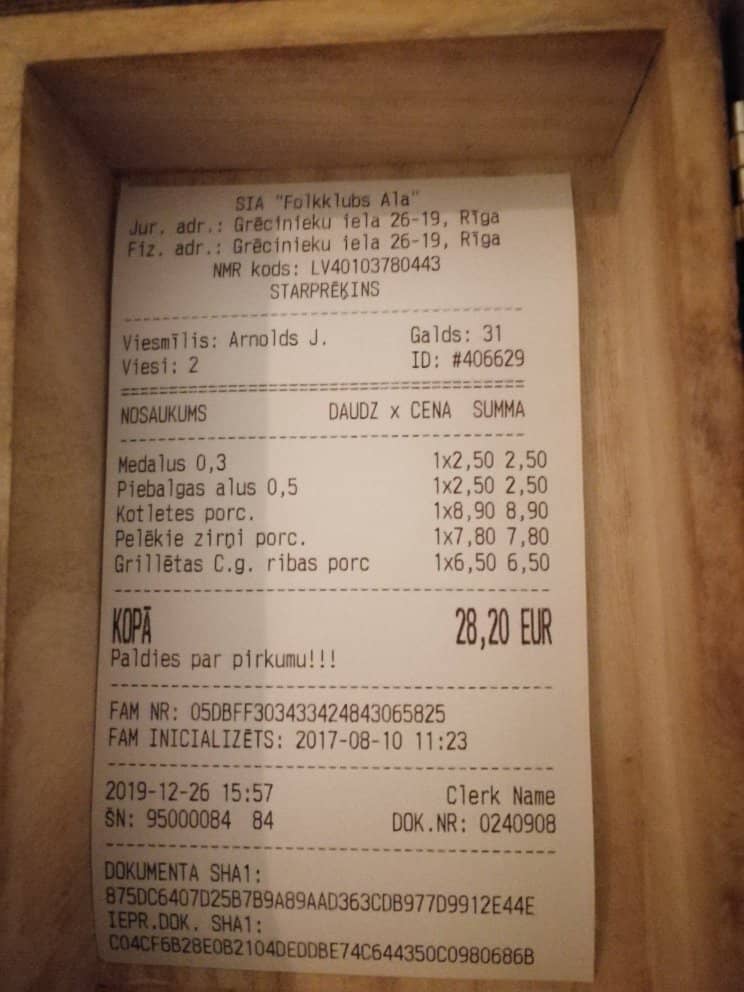 SIA "Folkklubs Ala"
Jur. adr.: Grēcinieku iela 26-19, Rīga
Fiz. adr.: Grēcinieku iela 26-19, Rīga
NMR kods: LV40103780443
STARPRĒĶINS
Viesmīlis: Arnolds J. Galds: 31
Viesi: 2 ID: #406629
NOSAUKUMS DAUDZ x CENA SUMMA
Medalus 0,3 1x2,50 2,50
Piebalgas alus 0,5 1x2,50 2,50
Kotletes porc. 1x8,90 8,90
Pelēkie zirņi porc. 1x7,80 7,80
Grillētas C.g. ribas porc 1x6,50 6,50
KOPĀ 28,20 EUR
Paldies par pirkumu!!!
FAM NR: 05DBFF303433424843065825
FAM INICIALIZĒTS: 2017-08-10 11:23
2019-12-26 15:57 Clerk Name
ŠN: 95000084 84 DOK.NR: 0240908
DOKUMENTA SHA1:
875DC6407D25B7B9A89AAD363CDB977D9912E44E
IEPR.DOK. SHA1:
C04CF6B28E0B2104DEDDBE74C644350C0980686B